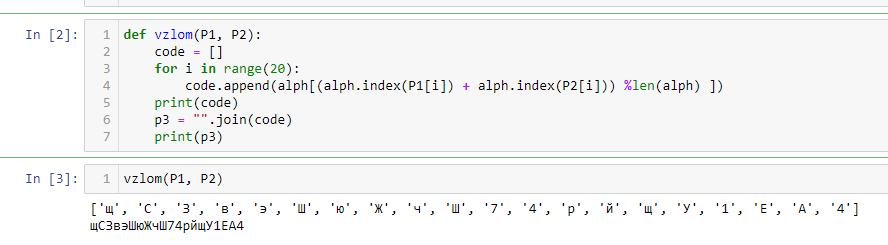 In [2]:
1 def vzlom(P1, P2):
2 code = []
3 for i in range(20):
4 code.append(alph[(alph.index(P1[i]) + alph.index(P2[i])) %len(alph) ])
5 print(code)
6 p3 = "".join(code)
7 print(p3)
In [3]:
1 vzlom(P1, P2)
['щ', 'С', 'З', 'в', 'э', 'Ш', 'ю', 'Ж', 'ч', 'Ш', '7', '4', 'р', 'й', 'щ', 'У', '1', 'Е', 'А', '4']
щСЗвэШюЖчШ74рйщУ1ЕА4